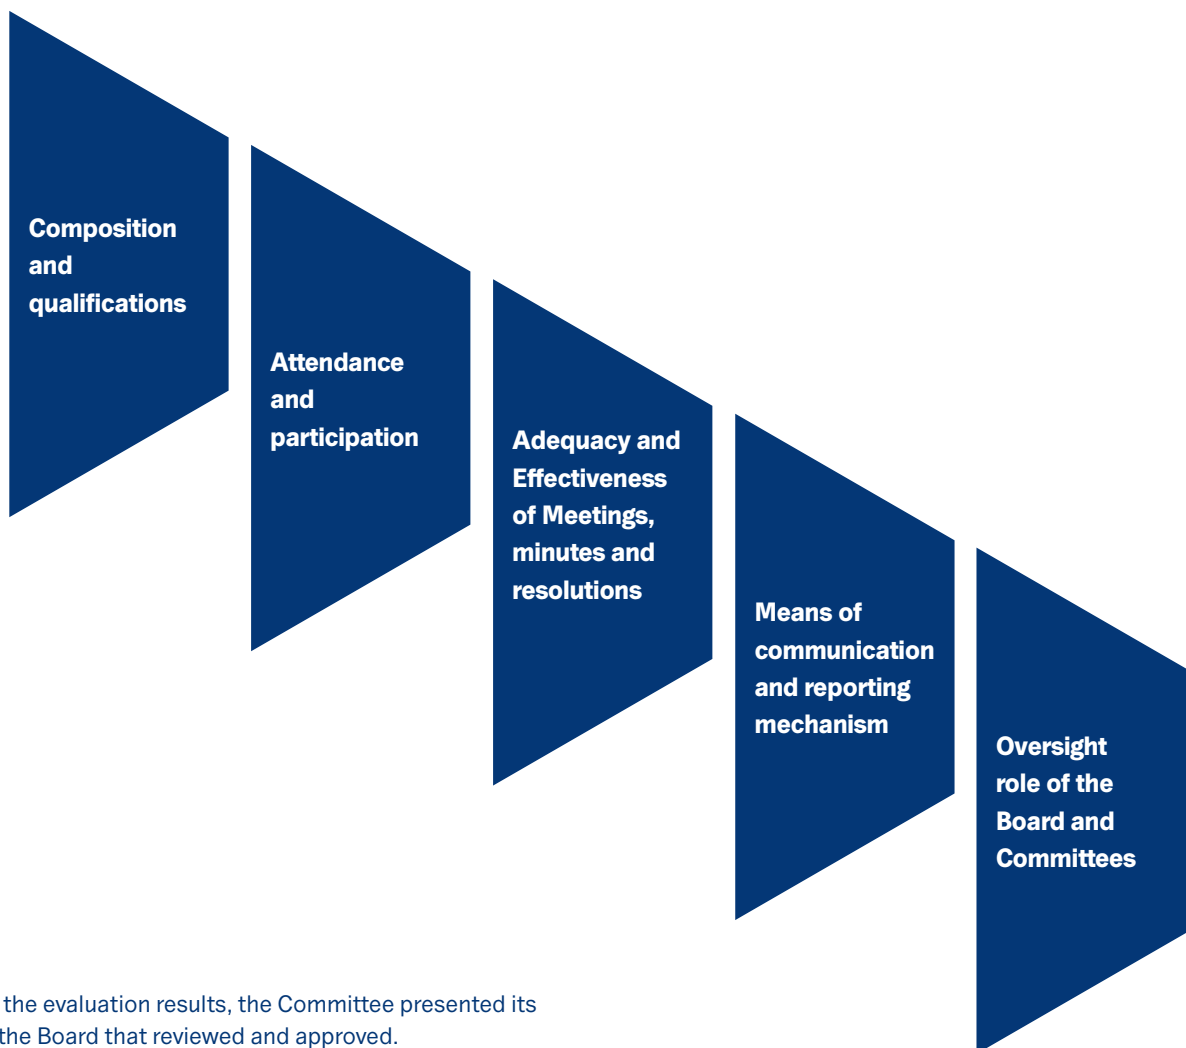 Composition
and
qualifications
Attendance
and
participation
Adequacy and
Effectiveness
of Meetings,
minutes and
resolutions
Means of
communication
and reporting
mechanism
Oversight
role of the
Board and
Committees
the evaluation results, the Committee presented its
the Board that reviewed and approved.